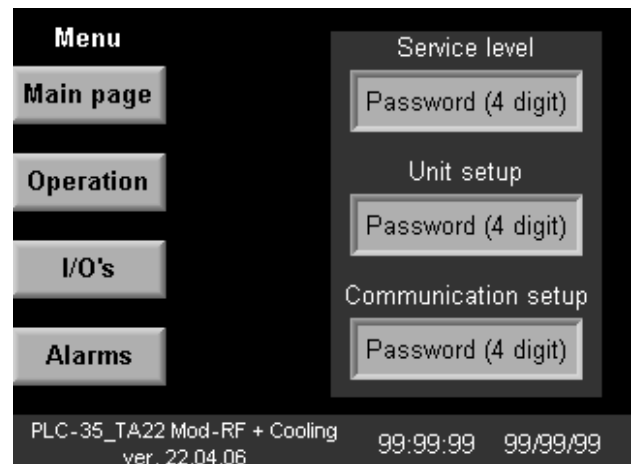 Menu
Main page
Operation
I/O's
Alarms
Service level
Password (4 digit)
Unit setup
Password (4 digit)
Communication setup
Password (4 digit)
PLC-35_TA22 Mod-RF + Cooling
ver. 22.04.06
99:99:99 99/99/99